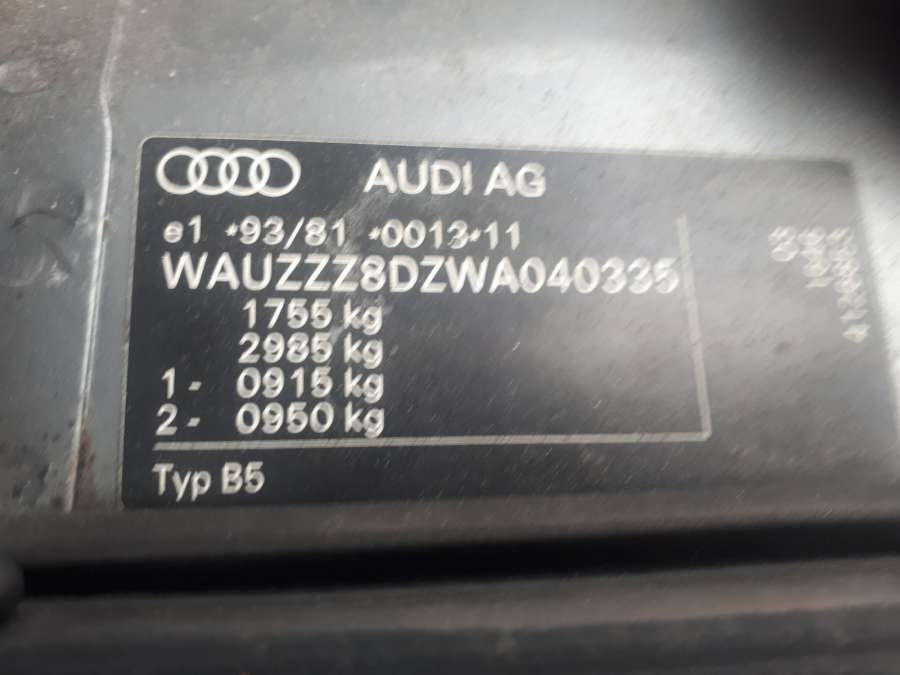 AUDI AG
e1 *93/81 *0013*11
WAUZZZ8DZWA040335
1755 kg
2985 kg
1- 0915 kg
2- 0950 kg
Typ B5